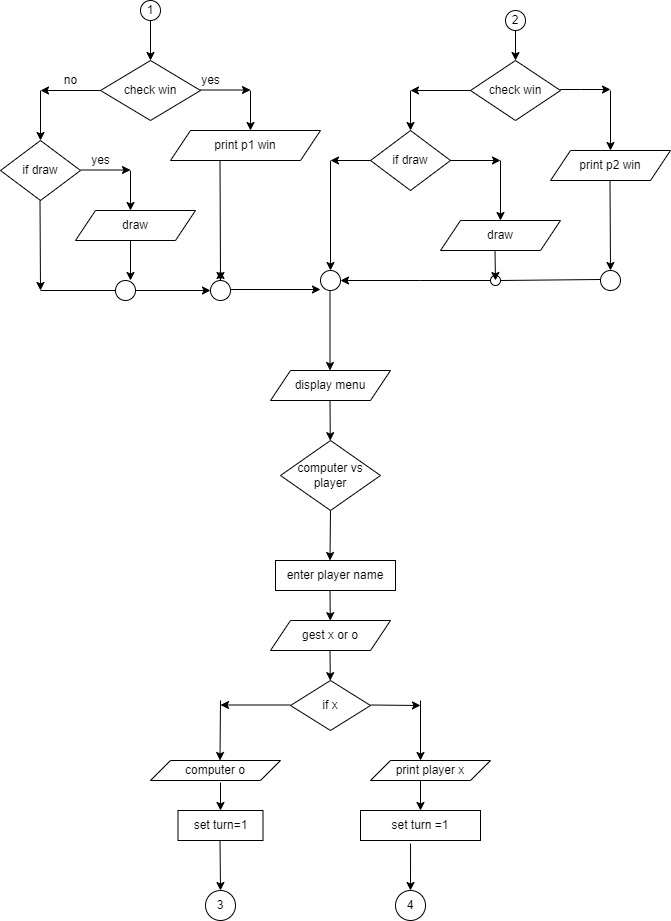 1
2
no
check win
yes
check win
if draw
yes
print p1 win
if draw
print p2 win
draw
draw
display menu
computer vs
player
enter player name
gest x or o
if x
computer o
print player x
set turn=1
set turn =1
3
4